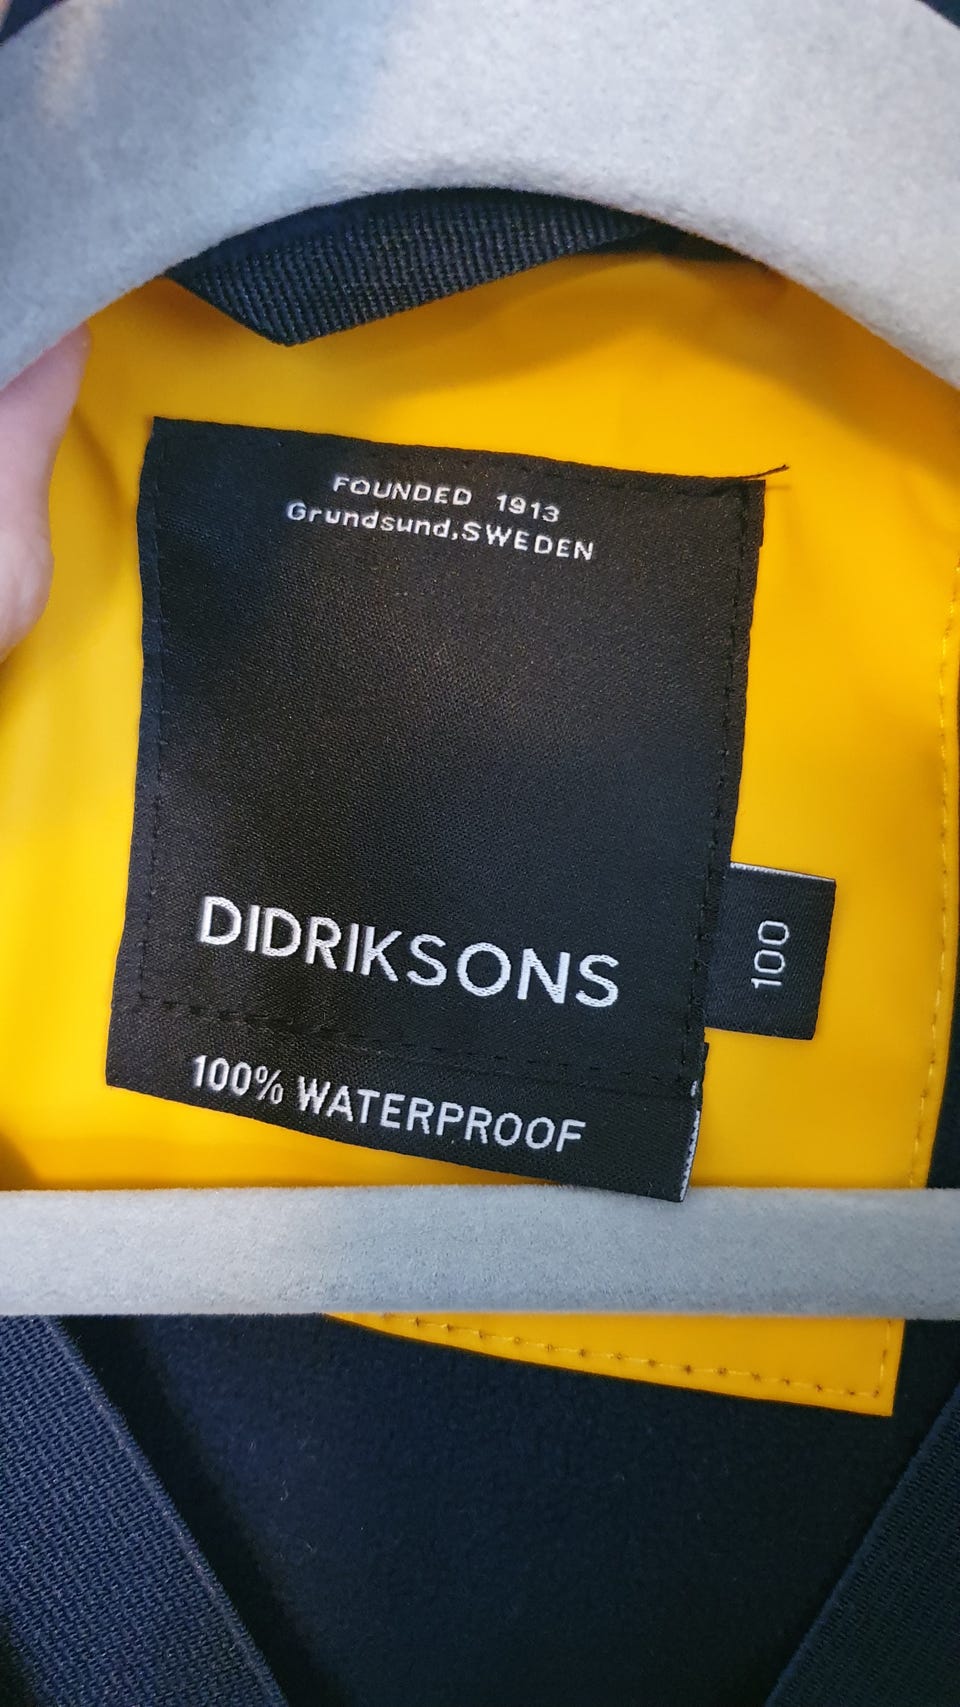 FOUNDED 1913
Grundsund,SWEDEN
DIDRIKSONS
100
100% WATERPROOF